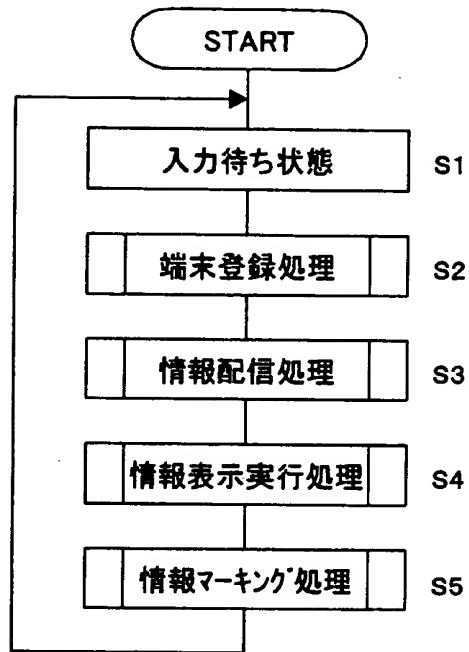 START
入力待ち状態 S1
端末登録処理 S2
情報配信処理 S3
情報表示実行処理 S4
情報マーキング処理 S5